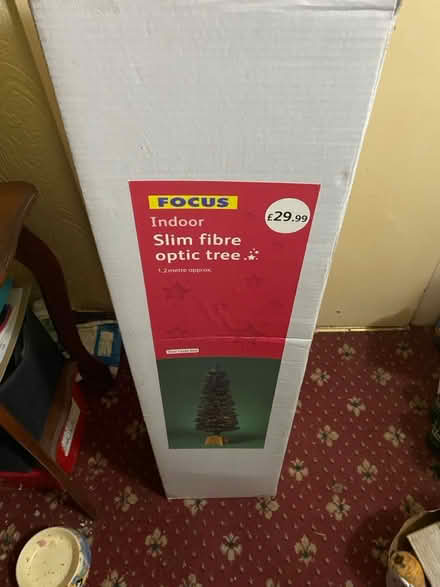 FOCUS
Indoor
£29.99
Slim fibre
optic tree
1.2 metre approx.